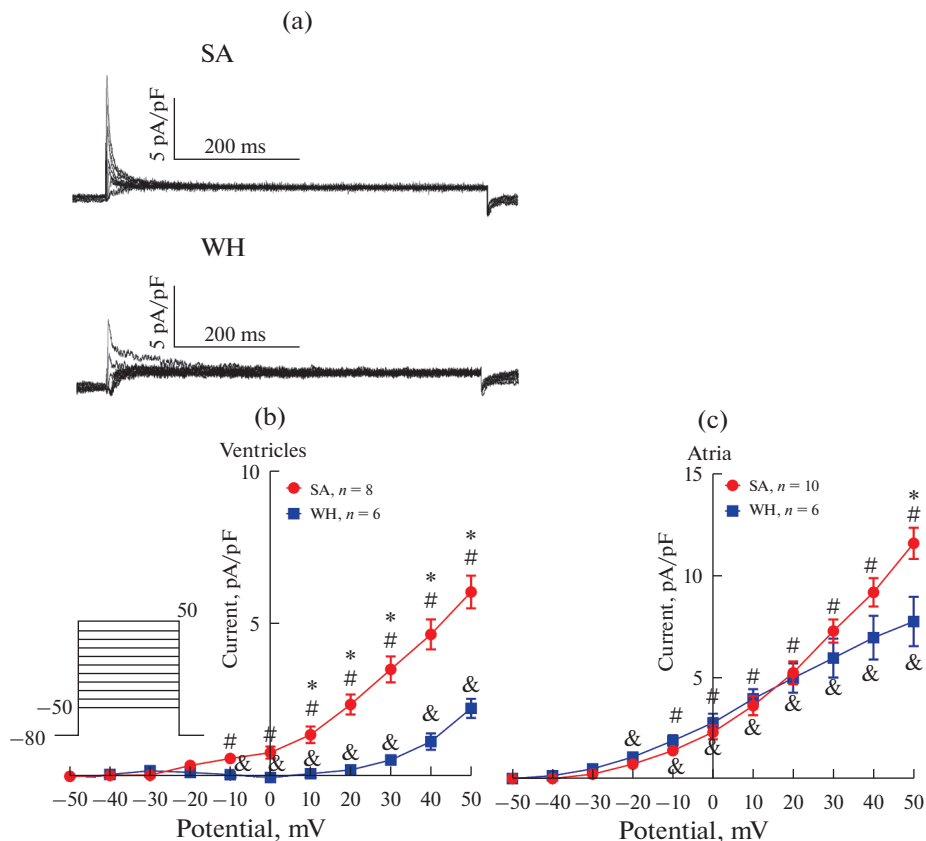 (a)
SA
5 pA/pF
200 ms
WH
5 pA/pF
200 ms
(b)
Ventricles
10
SA, n = 8
WH, n = 6
Current, pA/pF
5
* # * # * # * # * #
# #
& & & & & & &
50
−50
−80
−50 −40 −30 −20 −10 0 10 20 30 40 50
Potential, mV
(c)
Atria
15
SA, n = 10
WH, n = 6
Current, pA/pF
10
5
0
*
# # # # # # #
& & & & & & & &
−50 −40 −30 −20 −10 0 10 20 30 40 50
Potential, mV